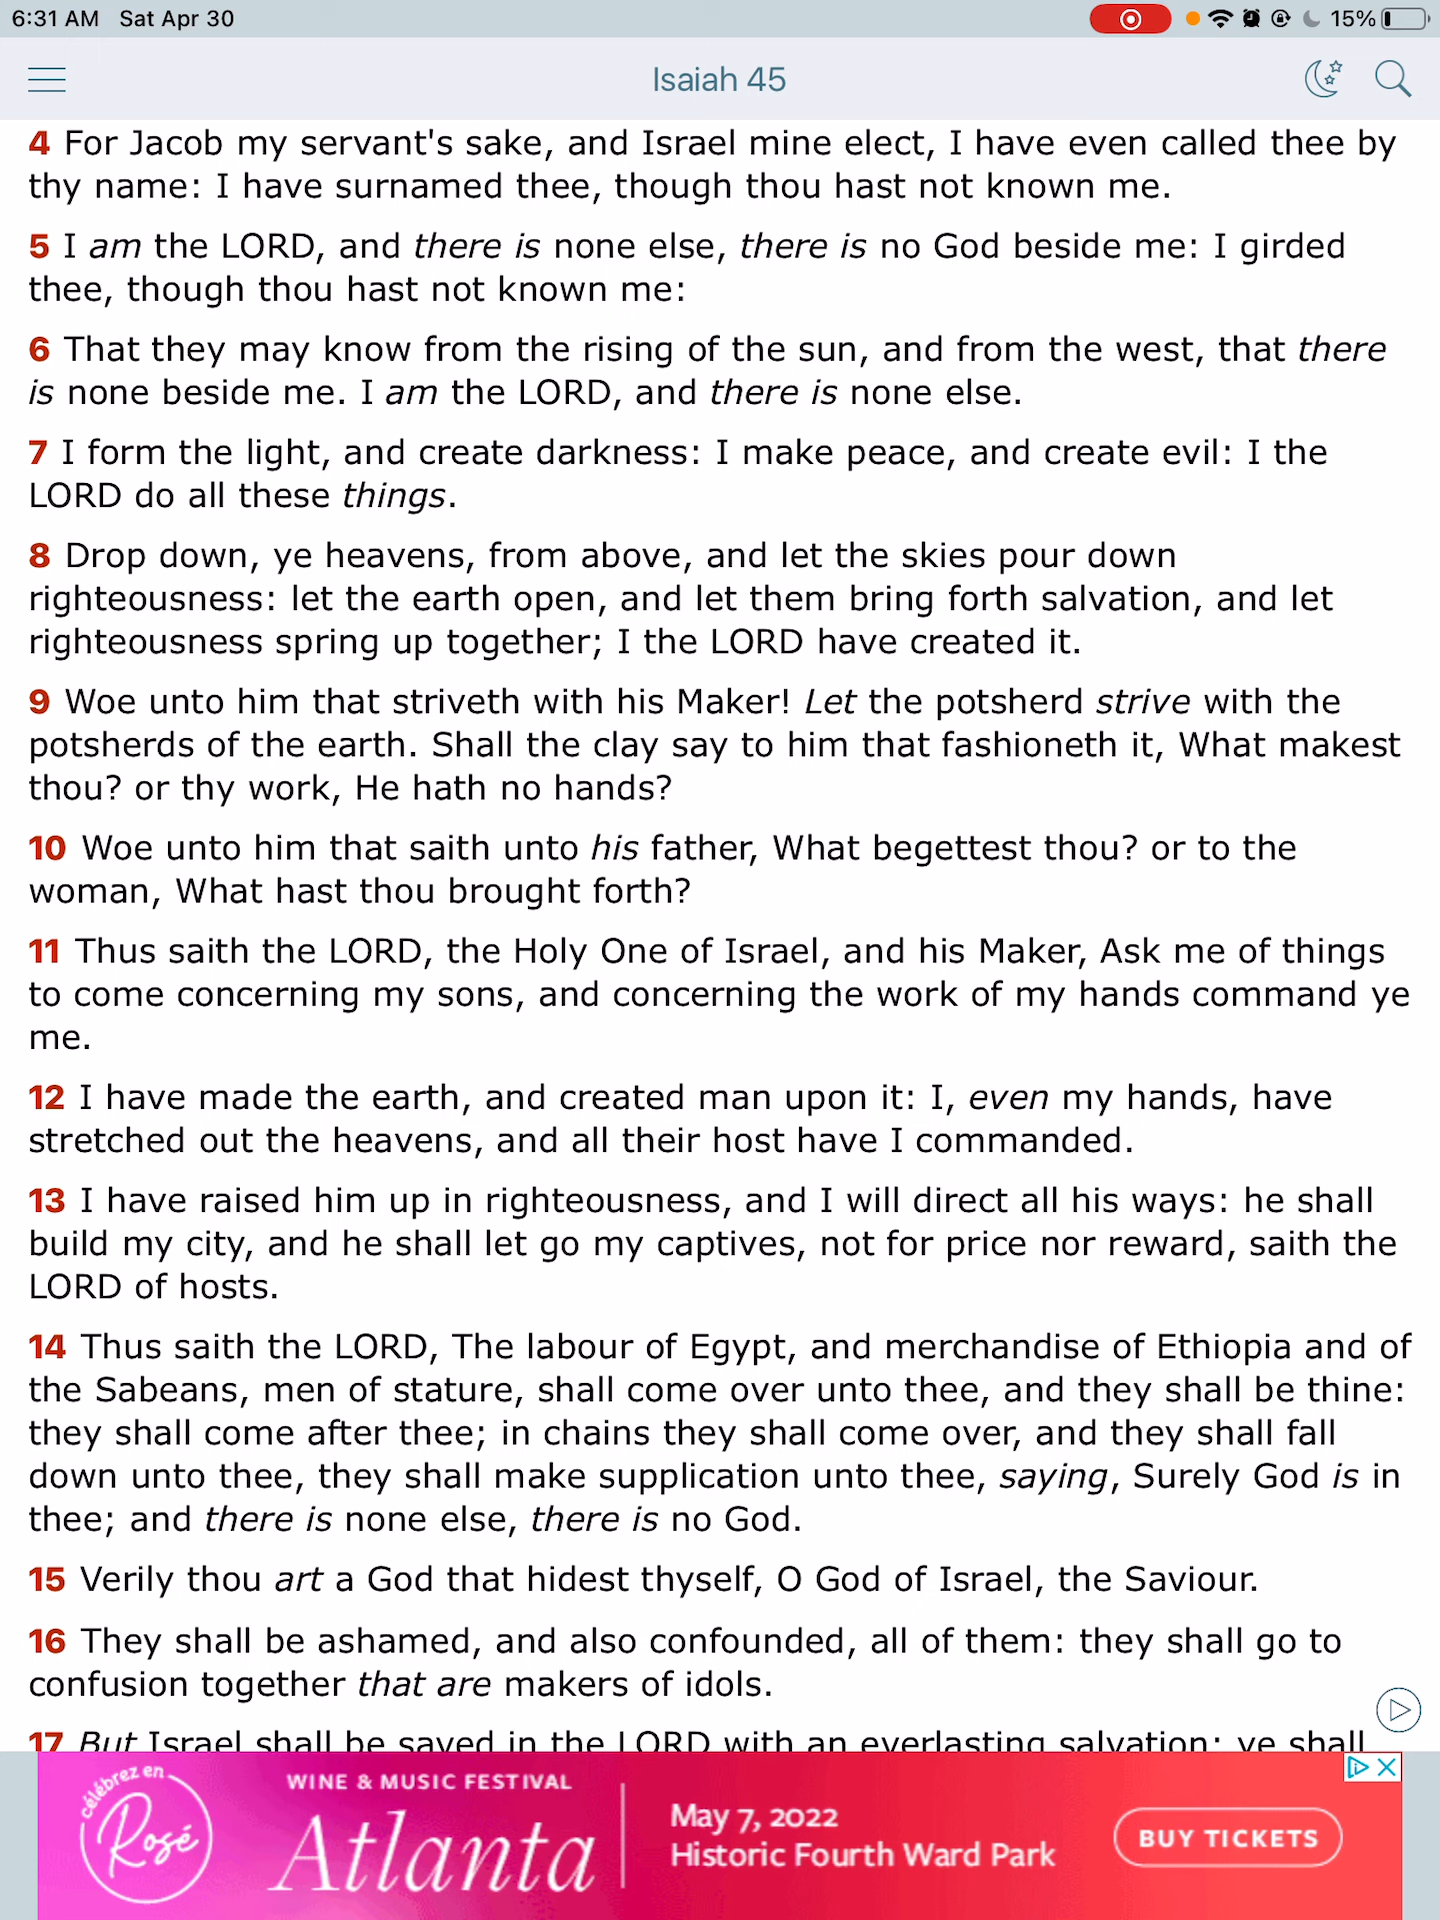 6:31 AM Sat Apr 30 15%
Isaiah 45
4 For Jacob my servant's sake, and Israel mine elect, I have even called thee by
thy name: I have surnamed thee, though thou hast not known me.
5 I am the LORD, and there is none else, there is no God beside me: I girded
thee, though thou hast not known me:
6 That they may know from the rising of the sun, and from the west, that there
is none beside me. I am the LORD, and there is none else.
7 I form the light, and create darkness: I make peace, and create evil: I the
LORD do all these things.
8 Drop down, ye heavens, from above, and let the skies pour down
righteousness: let the earth open, and let them bring forth salvation, and let
righteousness spring up together; I the LORD have created it.
9 Woe unto him that striveth with his Maker! Let the potsherd strive with the
potsherds of the earth. Shall the clay say to him that fashioneth it, What makest
thou? or thy work, He hath no hands?
10 Woe unto him that saith unto his father, What begettest thou? or to the
woman, What hast thou brought forth?
11 Thus saith the LORD, the Holy One of Israel, and his Maker, Ask me of things
to come concerning my sons, and concerning the work of my hands command ye
me.
12 I have made the earth, and created man upon it: I, even my hands, have
stretched out the heavens, and all their host have I commanded.
13 I have raised him up in righteousness, and I will direct all his ways: he shall
build my city, and he shall let go my captives, not for price nor reward, saith the
LORD of hosts.
14 Thus saith the LORD, The labour of Egypt, and merchandise of Ethiopia and of
the Sabeans, men of stature, shall come over unto thee, and they shall be thine:
they shall come after thee; in chains they shall come over, and they shall fall
down unto thee, they shall make supplication unto thee, saying, Surely God is in
thee; and there is none else, there is no God.
15 Verily thou art a God that hidest thyself, O God of Israel, the Saviour.
16 They shall be ashamed, and also confounded, all of them: they shall go to
confusion together that are makers of idols.
17 But Israel shall be saved in the LORD with an everlasting salvation: ye shall
célébrez en
Rosé
WINE & MUSIC FESTIVAL
Atlanta
May 7, 2022
Historic Fourth Ward Park
BUY TICKETS